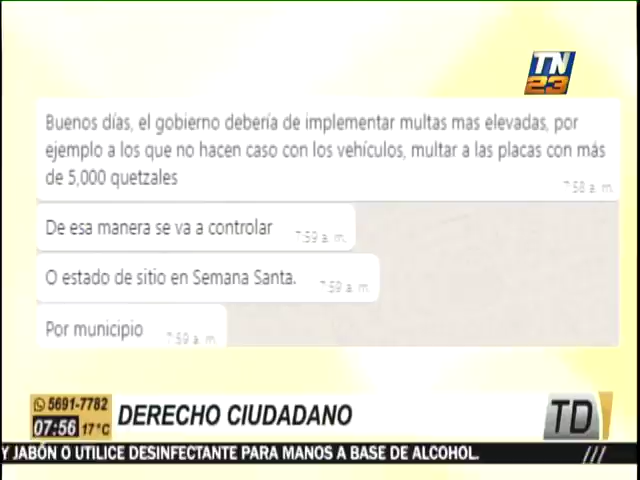 TN
23
Buenos días, el gobierno debería de implementar multas mas elevadas, por
ejemplo a los que no hacen caso con los vehículos, multar a las placas con más
de 5,000 quetzales
7:58 a. m.
De esa manera se va a controlar
7:59 a. m.
O estado de sitio en Semana Santa.
7:59 a. m.
Por municipio
7:59 a. m.
5691-7782
07:56 17°C
DERECHO CIUDADANO
TD
Y JABÓN O UTILICE DESINFECTANTE PARA MANOS A BASE DE ALCOHOL.